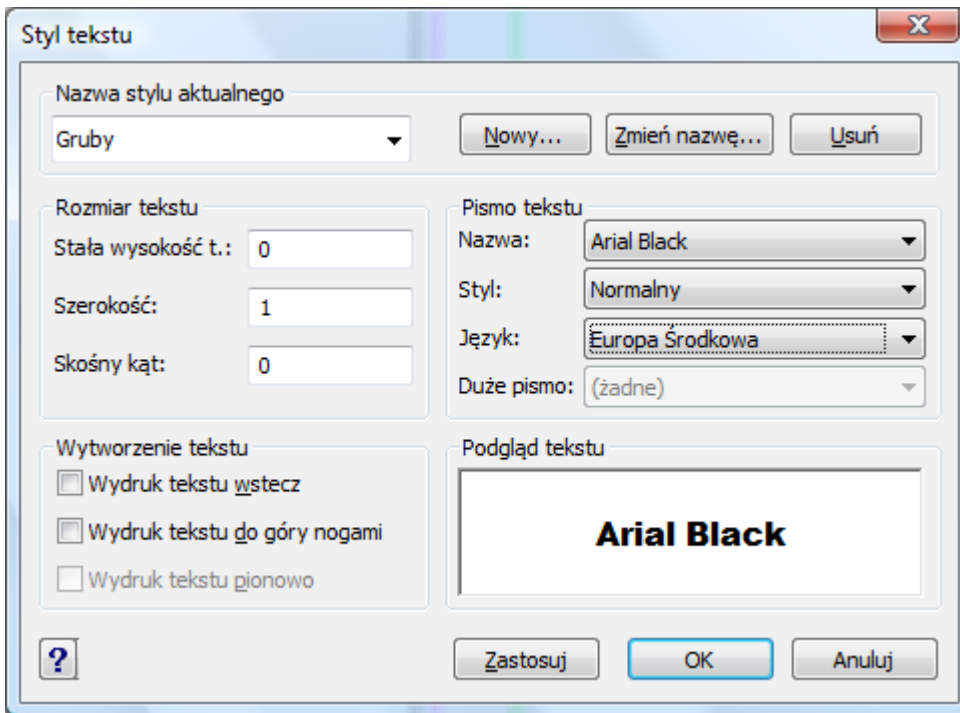 Styl tekstu
Nazwa stylu aktualnego
Gruby
Nowy...
Zmień nazwę...
Usuń
Rozmiar tekstu
Stała wysokość t.: 0
Szerokość: 1
Skośny kąt: 0
Pismo tekstu
Nazwa: Arial Black
Styl: Normalny
Język: Europa Środkowa
Duże pismo: (żadne)
Wytworzenie tekstu
Wydruk tekstu wstecz
Wydruk tekstu do góry nogami
Wydruk tekstu pionowo
Podgląd tekstu
Arial Black
?
Zastosuj
OK
Anuluj